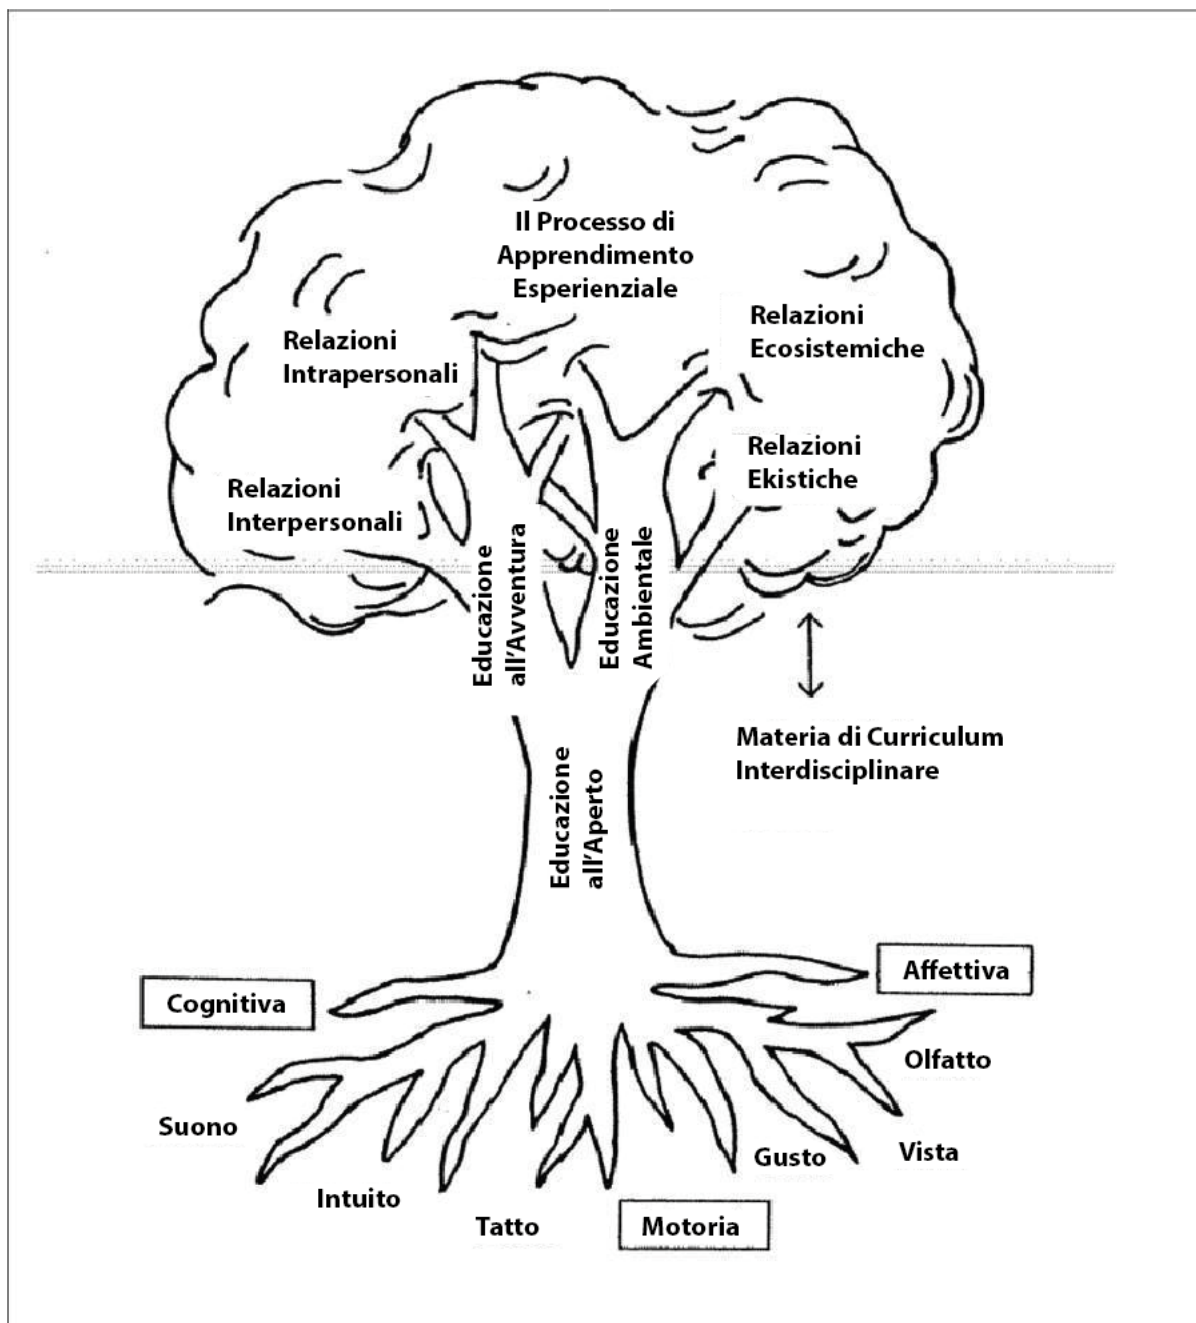 Il Processo di
Apprendimento
Esperienziale
Relazioni
Intrapersonali
Relazioni
Ecosistemiche
Relazioni
Interpersonali
Relazioni
Ekistiche
Educazione
all'Avventura
Educazione
Ambientale
Materia di Curriculum
Interdisciplinare
Educazione
all'Aperto
Cognitiva
Affettiva
Suono
Olfatto
Intuito
Gusto
Vista
Tatto
Motoria